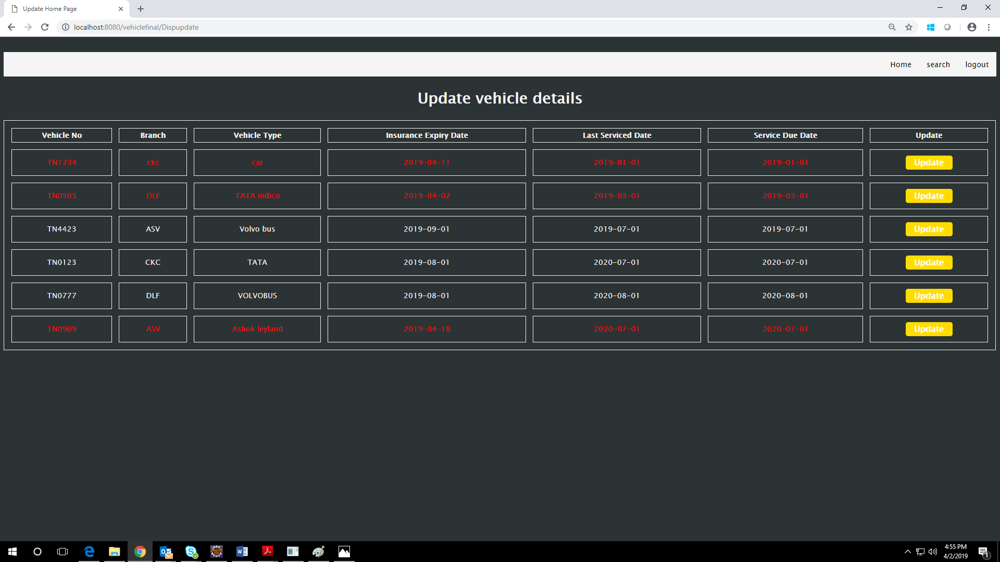 Update Home Page
localhost:8080/vehiclefinal/Dispupdate
Home search logout
Update vehicle details
Vehicle No Branch Vehicle Type Insurance Expiry Date Last Serviced Date Service Due Date Update
TN1234 ckc car 2019-04-11 2019-01-01 2019-01-01 Update
TN0505 DLF TATA indico 2019-04-02 2019-03-01 2019-03-01 Update
TN4423 ASV Volvo bus 2019-09-01 2019-07-01 2019-07-01 Update
TN0123 CKC TATA 2019-08-01 2020-07-01 2020-07-01 Update
TN0777 DLF VOLVOBUS 2019-08-01 2020-08-01 2020-08-01 Update
TN0909 ASV Ashok leyland 2019-04-18 2020-07-01 2020-07-01 Update
4:55 PM
4/2/2019
1